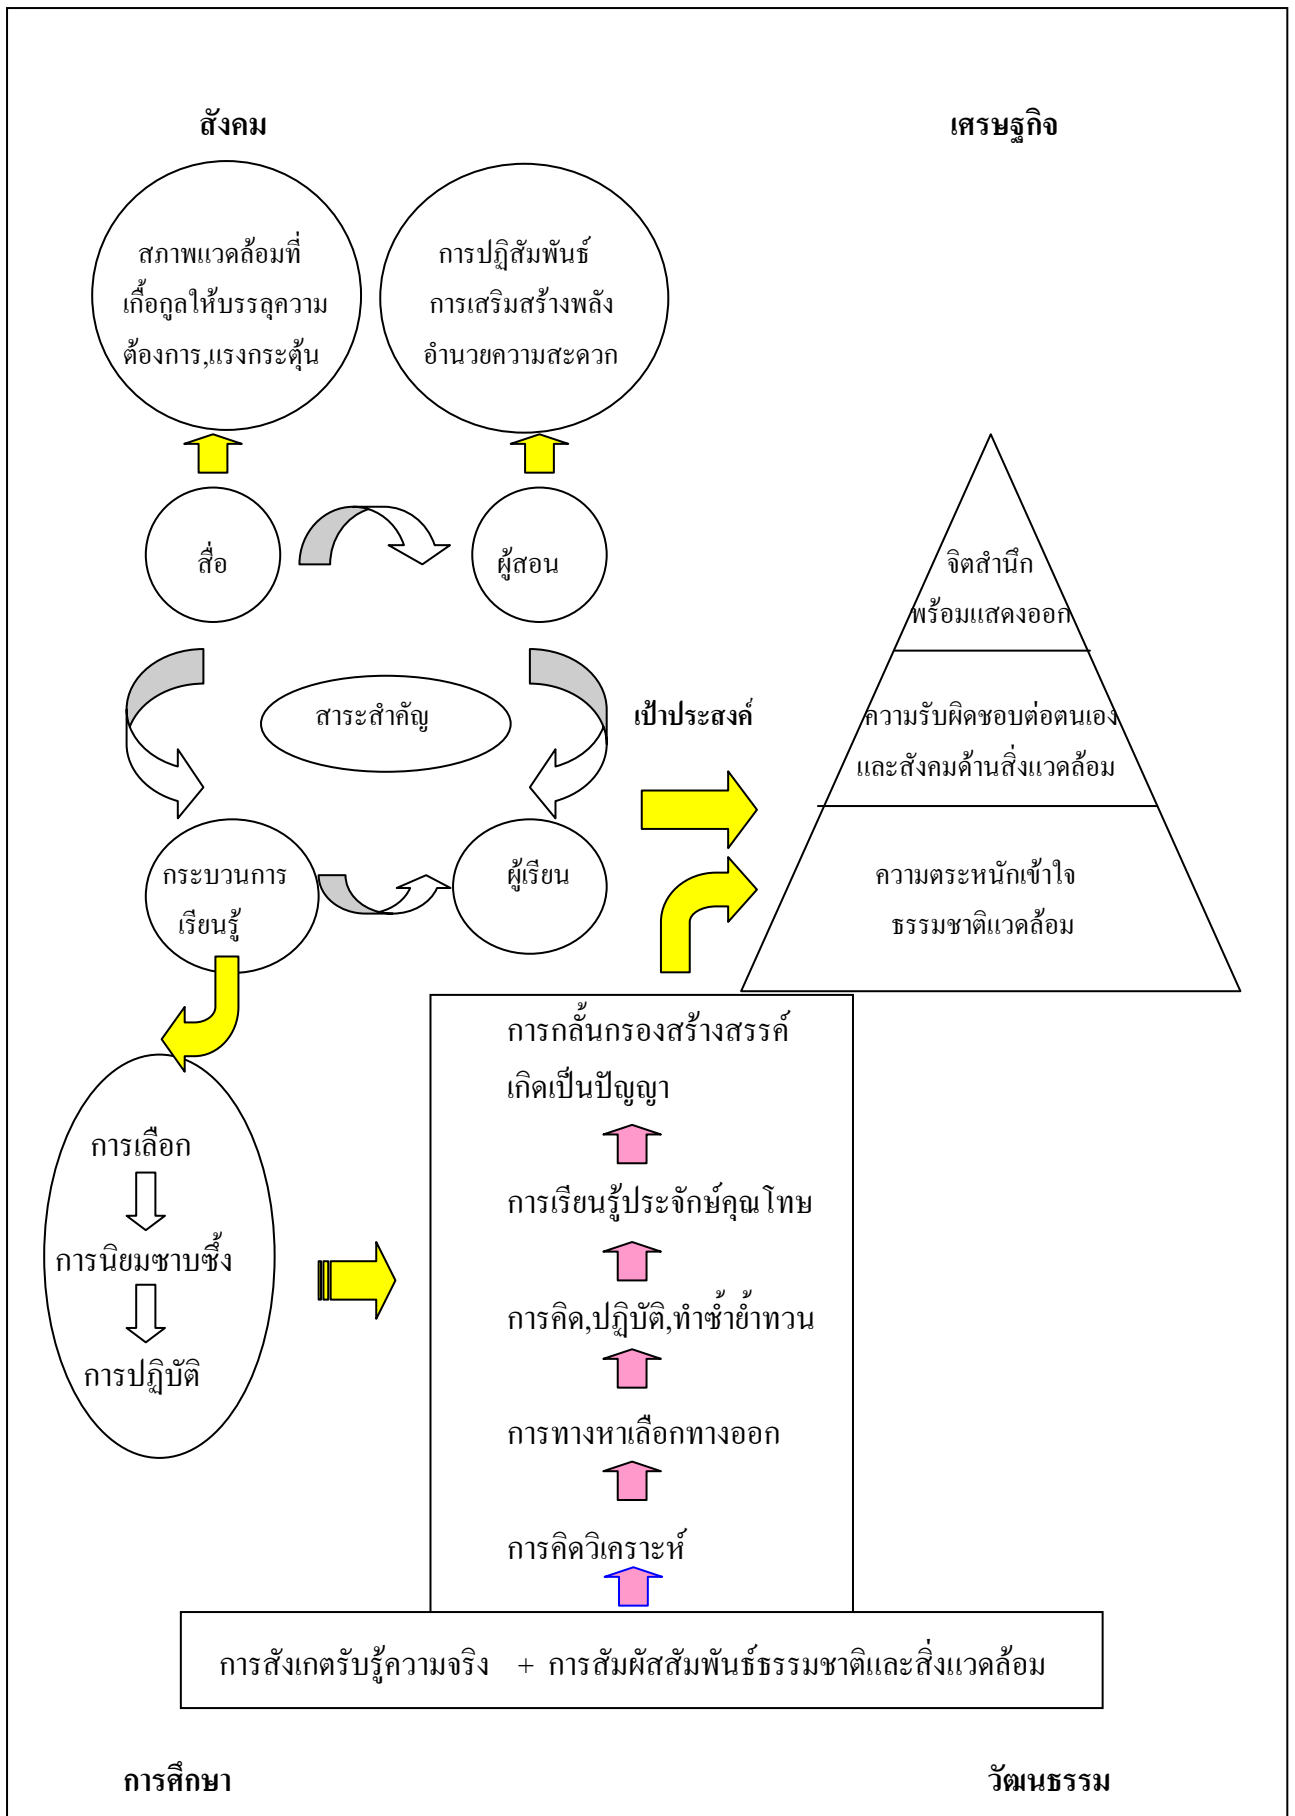 สังคม
เศรษฐกิจ
สภาพแวดล้อมที่
เกื้อกูลให้บรรลุความ
ต้องการ,แรงกระตุ้น
การปฏิสัมพันธ์
การเสริมสร้างพลัง
อำนวยความสะดวก
สื่อ
ผู้สอน
จิตสำนึก
พร้อมแสดงออก
สาระสำคัญ
เป้าประสงค์
ความรับผิดชอบต่อตนเอง
และสังคมด้านสิ่งแวดล้อม
กระบวนการ
เรียนรู้
ผู้เรียน
ความตระหนักเข้าใจ
ธรรมชาติแวดล้อม
การกลั้นกรองสร้างสรรค์
เกิดเป็นปัญญา
การเลือก
การนิยมซาบซึ้ง
การปฏิบัติ
การเรียนรู้ประจักษ์คุณโทษ
การคิด,ปฏิบัติ,ทำซ้ำย้ำทวน
การทางหาเลือกทางออก
การคิดวิเคราะห์
การสังเกตรับรู้ความจริง + การสัมผัสสัมพันธ์ธรรมชาติและสิ่งแวดล้อม
การศึกษา
วัฒนธรรม